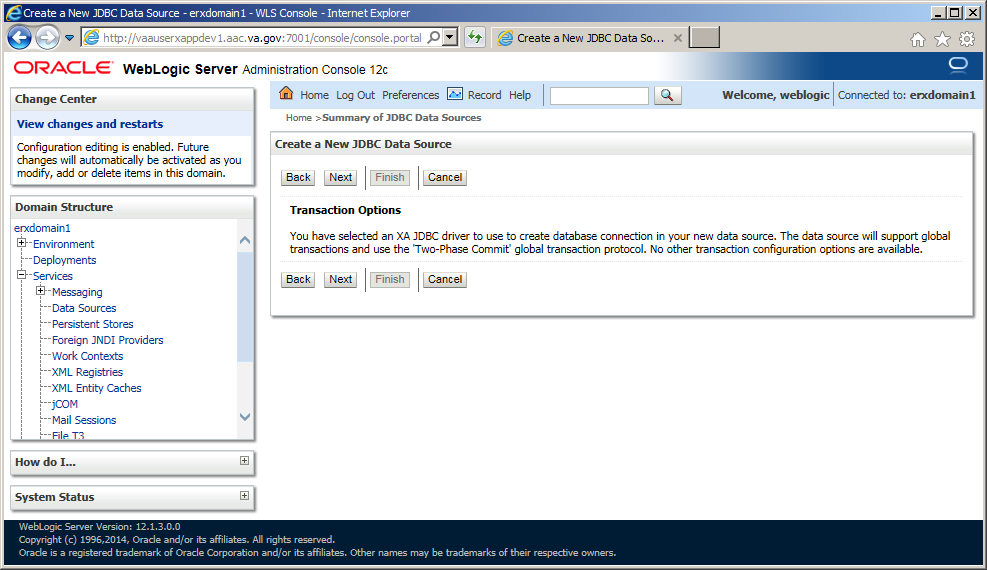 Create a New JDBC Data Source - erxdomain1 - WLS Console - Internet Explorer
http://vaauserxappdev1.aac.va.gov:7001/console/console.portal
Create a New JDBC Data So...
ORACLE WebLogic Server Administration Console 12c
Change Center
View changes and restarts
Configuration editing is enabled. Future
changes will automatically be activated as you
modify, add or delete items in this domain.
Domain Structure
erxdomain1
Environment
Deployments
Services
Messaging
Data Sources
Persistent Stores
Foreign JNDI Providers
Work Contexts
XML Registries
XML Entity Caches
jCOM
Mail Sessions
File T3
How do I...
System Status
Home Log Out Preferences Record Help
Welcome, weblogic Connected to: erxdomain1
Home >Summary of JDBC Data Sources
Create a New JDBC Data Source
Back Next Finish Cancel
Transaction Options
You have selected an XA JDBC driver to use to create database connection in your new data source. The data source will support global
transactions and use the 'Two-Phase Commit' global transaction protocol. No other transaction configuration options are available.
Back Next Finish Cancel
WebLogic Server Version: 12.1.3.0.0
Copyright (c) 1996,2014, Oracle and/or its affiliates. All rights reserved.
Oracle is a registered trademark of Oracle Corporation and/or its affiliates. Other names may be trademarks of their respective owners.